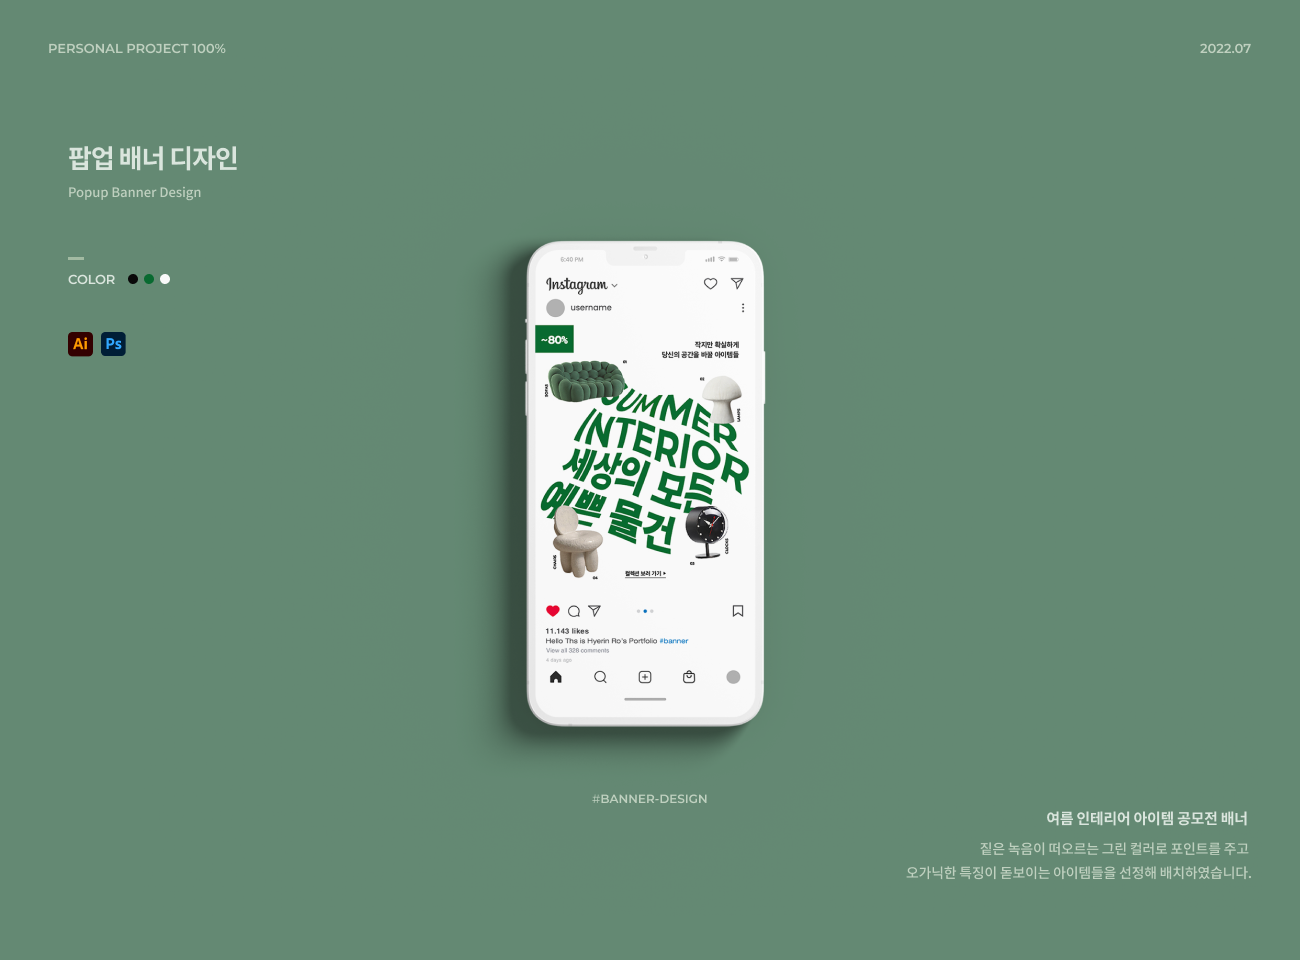 PERSONAL PROJECT 100%
2022.07
팝업 배너 디자인
Popup Banner Design
COLOR
Ai Ps
6:40 PM
Instagram
username
~80%
작지만 확실하게
당신의 공간을 바꿀 아이템들
01
02
SUMMER
INTERIOR
세상의 모든
예쁜 물건
03
04
컬렉션 보러 가기 ▸
11.143 likes
Hello Ths is Hyerin Ro's Portfolio #banner
View all 328 comments
4 days ago
#BANNER-DESIGN
여름 인테리어 아이템 공모전 배너
짙은 녹음이 떠오르는 그린 컬러로 포인트를 주고
오가닉한 특징이 돋보이는 아이템들을 선정해 배치하였습니다.